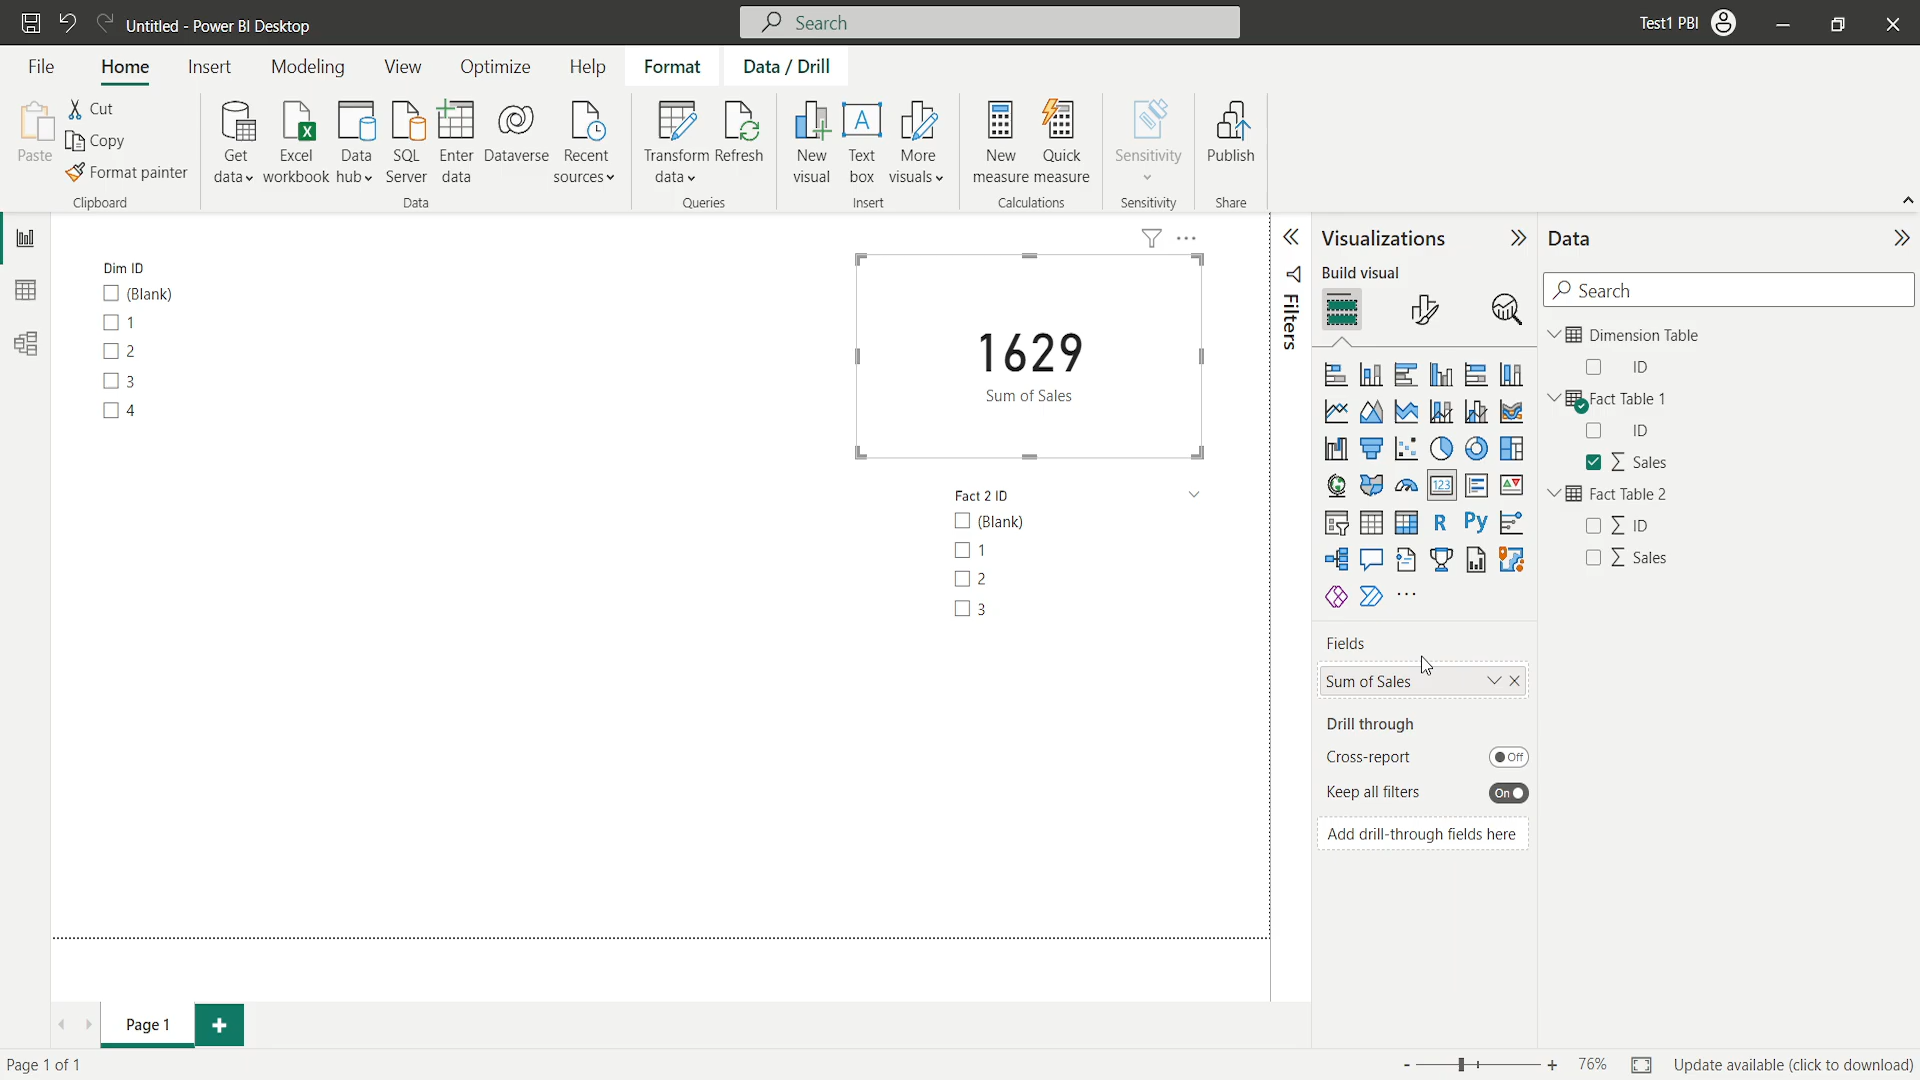 Untitled - Power BI Desktop
Search
Test1 PBI
File
Home
Insert
Modeling
View
Optimize
Help
Format
Data / Drill
Paste
Cut
Copy
Format painter
Clipboard
Get
data
Excel
workbook
Data
hub
SQL
Server
Enter
data
Dataverse
Recent
sources
Data
Transform
data
Refresh
Queries
New
visual
A
Text
box
More
visuals
Insert
New
measure
Quick
measure
Calculations
Sensitivity
Sensitivity
Publish
Share
Dim ID
(Blank)
1
2
3
4
1629
Sum of Sales
Fact 2 ID
(Blank)
1
2
3
Filters
Visualizations
Build visual
123
R
Py
Fields
Sum of Sales
Drill through
Cross-report
Off
Keep all filters
On
Add drill-through fields here
Data
Search
Dimension Table
ID
Fact Table 1
ID
Σ Sales
Fact Table 2
Σ ID
Σ Sales
Page 1
+
Page 1 of 1
- + 76%
Update available (click to download)